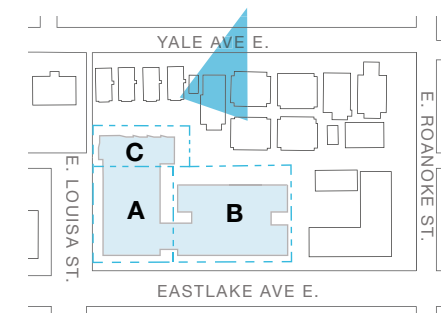 YALE AVE E.
E. LOUISA ST.
E. ROANOKE ST.
C
A
B
EASTLAKE AVE E.